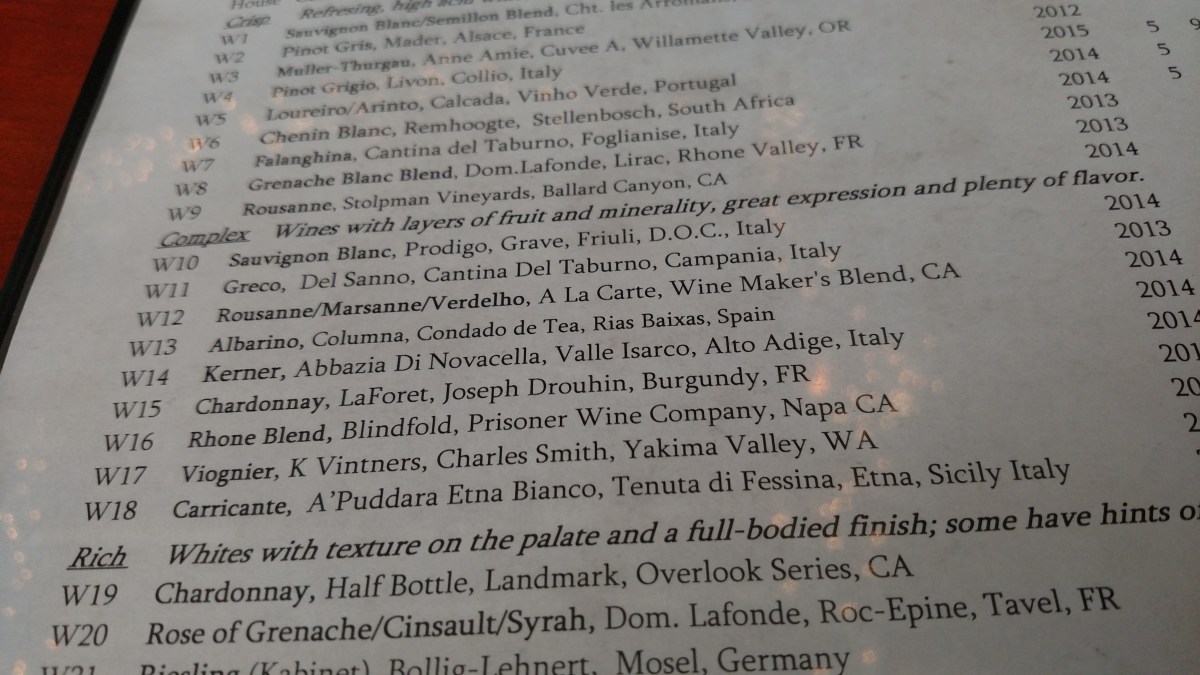 House
Crisp Refresing, high acid
W1 Sauvignon Blanc/Semillon Blend, Cht. les
W2 Pinot Gris, Mader, Alsace, France
W3 Muller-Thurgau, Anne Amie, Cuvee A, Willamette Valley, OR 2012
W4 Pinot Grigio, Livon, Collio, Italy 2015 5 9
W5 Loureiro/Arinto, Calcada, Vinho Verde, Portugal 2014 5
W6 Chenin Blanc, Remhoogte, Stellenbosch, South Africa 2014 5
W7 Falanghina, Cantina del Taburno, Foglianise, Italy 2013
W8 Grenache Blanc Blend, Dom.Lafonde, Lirac, Rhone Valley, FR 2013
W9 Rousanne, Stolpman Vineyards, Ballard Canyon, CA 2014
Complex Wines with layers of fruit and minerality, great expression and plenty of flavor.
W10 Sauvignon Blanc, Prodigo, Grave, Friuli, D.O.C., Italy 2014
W11 Greco, Del Sanno, Cantina Del Taburno, Campania, Italy 2013
W12 Rousanne/Marsanne/Verdelho, A La Carte, Wine Maker's Blend, CA 2014
W13 Albarino, Columna, Condado de Tea, Rias Baixas, Spain 2014
W14 Kerner, Abbazia Di Novacella, Valle Isarco, Alto Adige, Italy 2014
W15 Chardonnay, LaForet, Joseph Drouhin, Burgundy, FR 201
W16 Rhone Blend, Blindfold, Prisoner Wine Company, Napa CA 20
W17 Viognier, K Vintners, Charles Smith, Yakima Valley, WA 2
W18 Carricante, A'Puddara Etna Bianco, Tenuta di Fessina, Etna, Sicily Italy
Rich Whites with texture on the palate and a full-bodied finish; some have hints of
W19 Chardonnay, Half Bottle, Landmark, Overlook Series, CA
W20 Rose of Grenache/Cinsault/Syrah, Dom. Lafonde, Roc-Epine, Tavel, FR
W21 Riesling (Kabinet), Bollig-Lehnert, Mosel, Germany